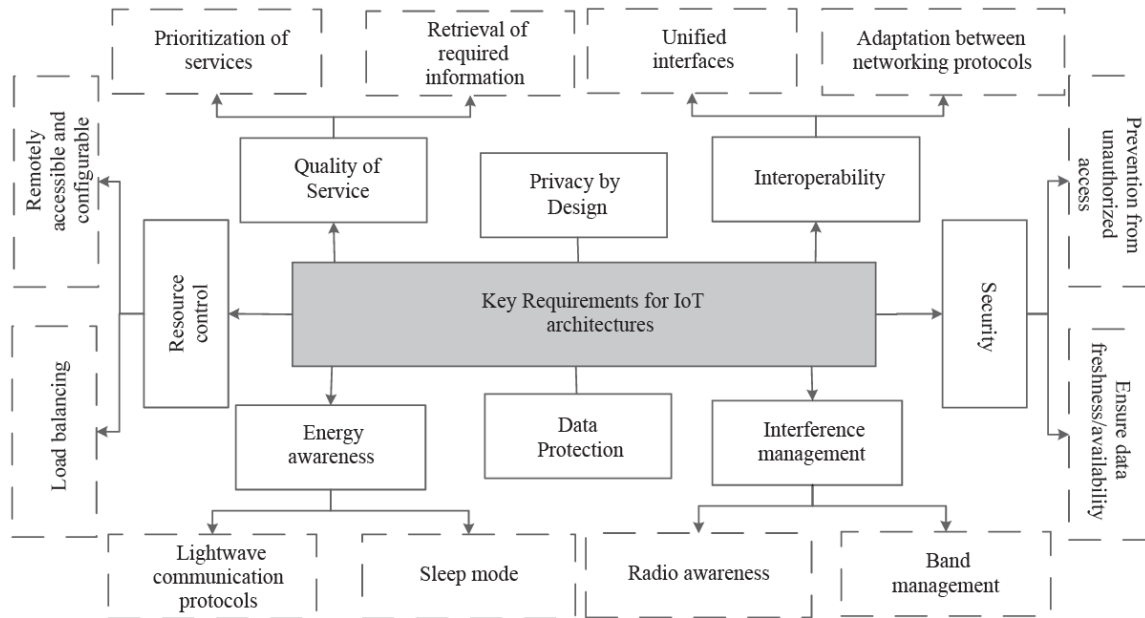 Prioritization of
services
Retrieval of
required
information
Unified
interfaces
Adaptation between
networking protocols
Remotely
accessible and
configurable
Quality of
Service
Privacy by
Design
Interoperability
Prevention from
unauthorized
access
Resource
control
Key Requirements for IoT
architectures
Security
Load balancing
Energy
awareness
Data
Protection
Interference
management
Ensure data
freshness/availability
Lightwave
communication
protocols
Sleep mode
Radio awareness
Band
management